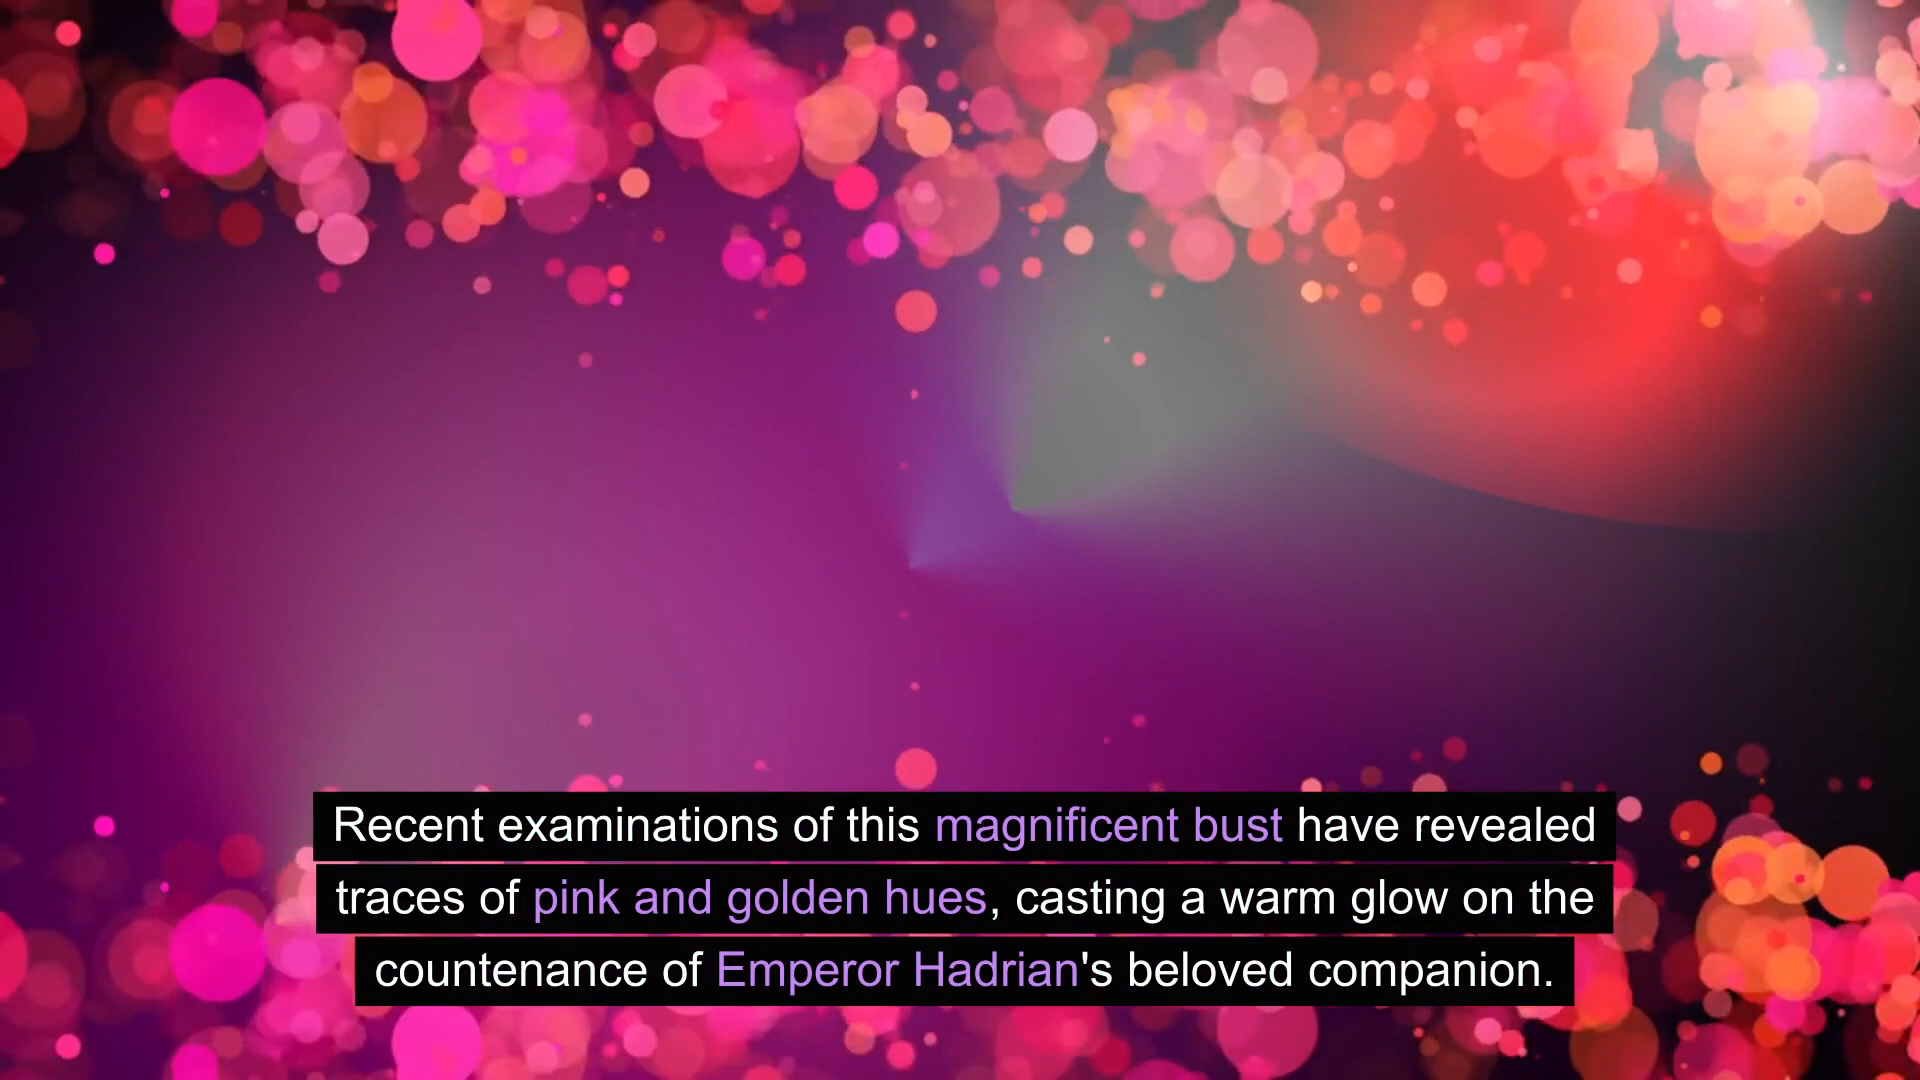 Recent examinations of this magnificent bust have revealed
traces of pink and golden hues, casting a warm glow on the
countenance of Emperor Hadrian's beloved companion.